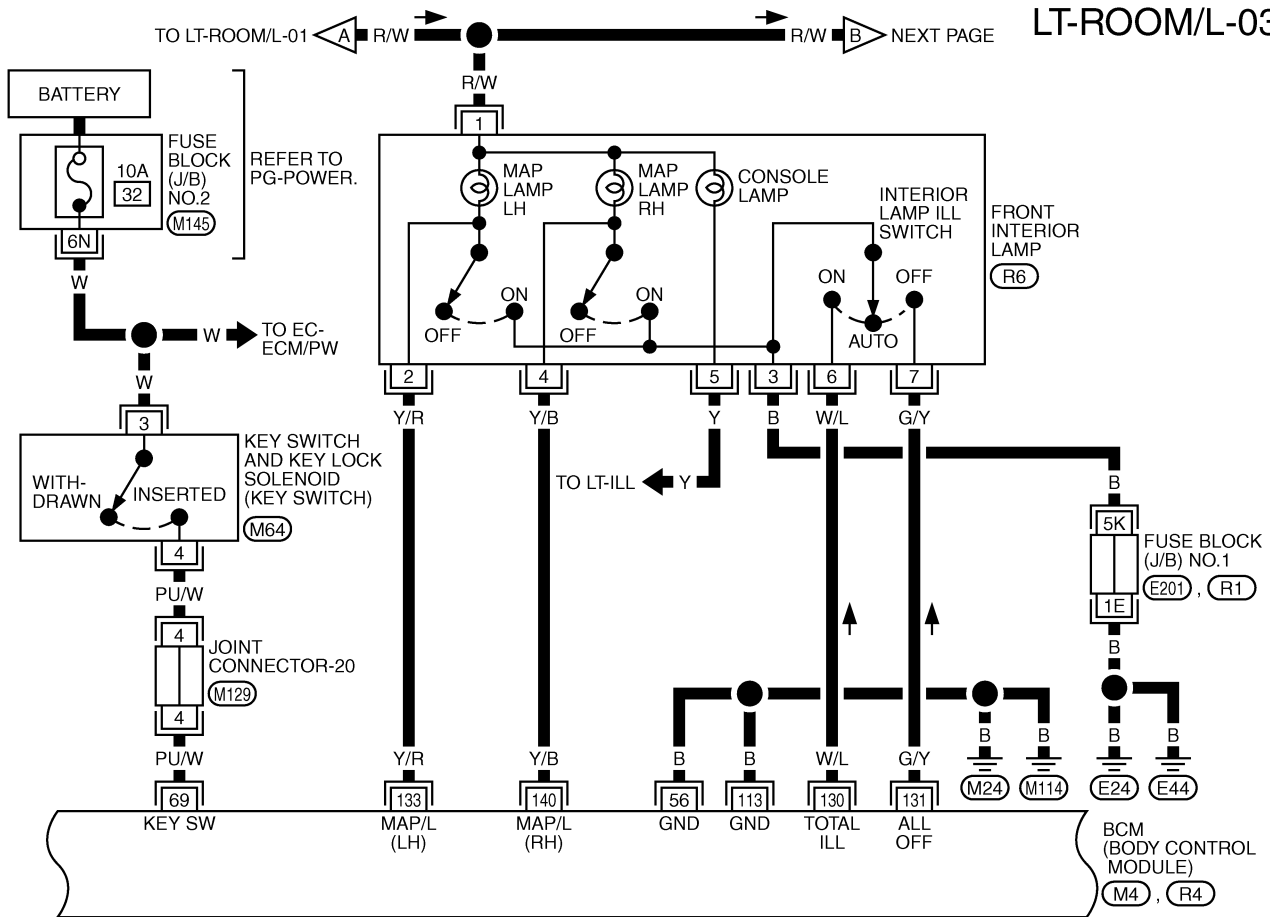 LT-ROOM/L-03
TO LT-ROOM/L-01 A R/W R/W B NEXT PAGE
R/W
1
BATTERY
FUSE
BLOCK
(J/B)
NO.2
M145
10A
32
6N
REFER TO
PG-POWER.
W
W TO EC-
ECM/PW
W
3
KEY SWITCH
AND KEY LOCK
SOLENOID
(KEY SWITCH)
M64
WITH-
DRAWN
INSERTED
4
PU/W
4
JOINT
CONNECTOR-20
M129
4
PU/W
69
KEY SW
MAP
LAMP
LH
MAP
LAMP
RH
CONSOLE
LAMP
INTERIOR
LAMP ILL
SWITCH
FRONT
INTERIOR
LAMP
R6
ON
OFF
ON
OFF
ON
OFF
AUTO
2 4 5 3 6 7
Y/R Y/B Y B W/L G/Y
TO LT-ILL Y
B
5K
FUSE BLOCK
(J/B) NO.1
E201 , R1
1E
B
B B B B
M24 M114 E24 E44
Y/R Y/B B B W/L G/Y
133 140 56 113 130 131
MAP/L
(LH)
MAP/L
(RH)
GND
GND
TOTAL
ILL
ALL
OFF
BCM
(BODY CONTROL
MODULE)
M4 , R4